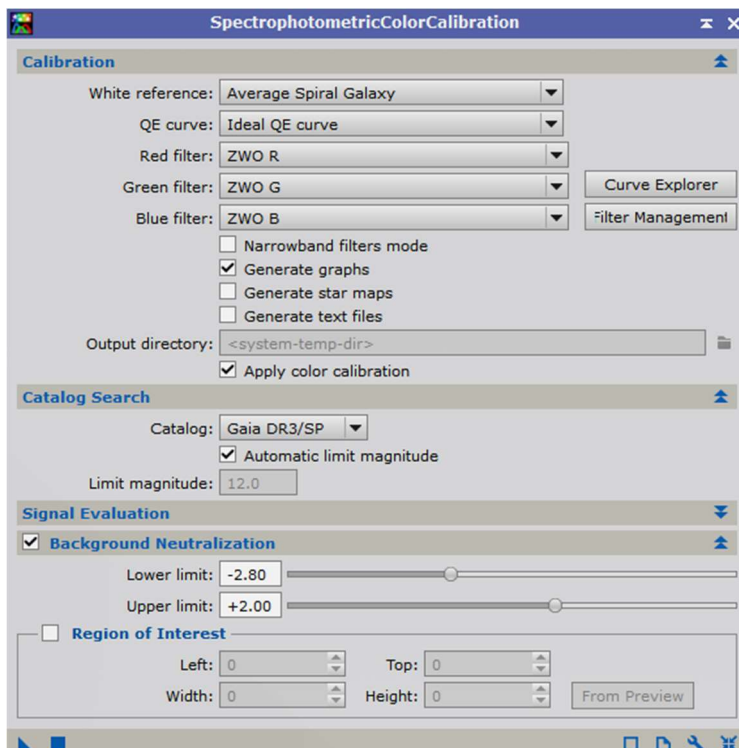 SpectrophotometricColorCalibration
Calibration
White reference: Average Spiral Galaxy
QE curve: Ideal QE curve
Red filter: ZWO R
Green filter: ZWO G Curve Explorer
Blue filter: ZWO B Filter Management
Narrowband filters mode
Generate graphs
Generate star maps
Generate text files
Output directory: <system-temp-dir>
Apply color calibration
Catalog Search
Catalog: Gaia DR3/SP
Automatic limit magnitude
Limit magnitude: 12.0
Signal Evaluation
Background Neutralization
Lower limit: -2.80
Upper limit: +2.00
Region of Interest
Left: 0 Top: 0
Width: 0 Height: 0 From Preview